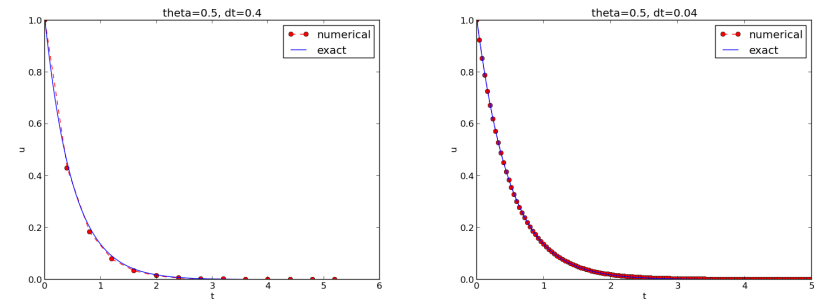 theta=0.5, dt=0.4
numerical
exact
1.0
0.8
0.6
0.4
0.2
0.0
u
0 1 2 3 4 5 6
t
theta=0.5, dt=0.04
numerical
exact
1.0
0.8
0.6
0.4
0.2
0.0
u
0 1 2 3 4 5
t